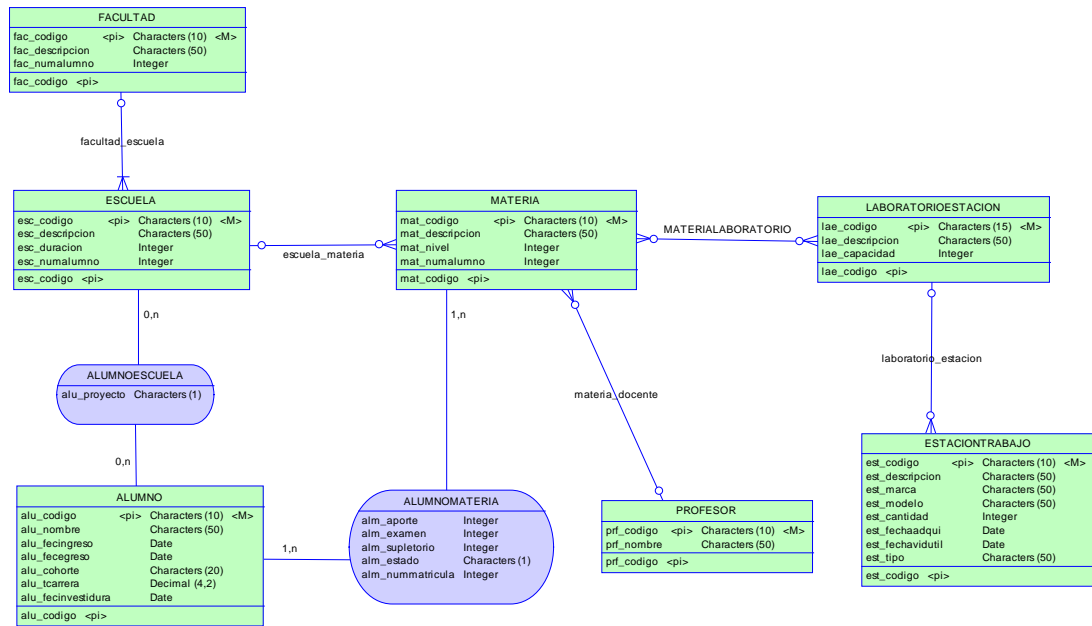 FACULTAD
fac_codigo <pi> Characters (10) <M>
fac_descripcion Characters (50)
fac_numalumno Integer
fac_codigo <pi>
facultad_escuela
ESCUELA
esc_codigo <pi> Characters (10) <M>
esc_descripcion Characters (50)
esc_duracion Integer
esc_numalumno Integer
esc_codigo <pi>
escuela_materia
MATERIA
mat_codigo <pi> Characters (10) <M>
mat_descripcion Characters (50)
mat_nivel Integer
mat_numalumno Integer
mat_codigo <pi>
MATERIALABORATORIO
LABORATORIOESTACION
lae_codigo <pi> Characters (15) <M>
lae_descripcion Characters (50)
lae_capacidad Integer
lae_codigo <pi>
0,n
1,n
laboratorio_estacion
ALUMNOESCUELA
alu_proyecto Characters (1)
materia_docente
0,n
ALUMNO
alu_codigo <pi> Characters (10) <M>
alu_nombre Characters (50)
alu_fecingreso Date
alu_fecegreso Date
alu_cohorte Characters (20)
alu_tcarrera Decimal (4,2)
alu_fecinvestidura Date
alu_codigo <pi>
1,n
ALUMNOMATERIA
alm_aporte Integer
alm_examen Integer
alm_supletorio Integer
alm_estado Characters (1)
alm_nummatricula Integer
PROFESOR
prf_codigo <pi> Characters (10) <M>
prf_nombre Characters (50)
prf_codigo <pi>
ESTACIONTRABAJO
est_codigo <pi> Characters (10) <M>
est_descripcion Characters (50)
est_marca Characters (50)
est_modelo Characters (50)
est_cantidad Integer
est_fechaadqui Date
est_fechavidutil Date
est_tipo Characters (50)
est_codigo <pi>